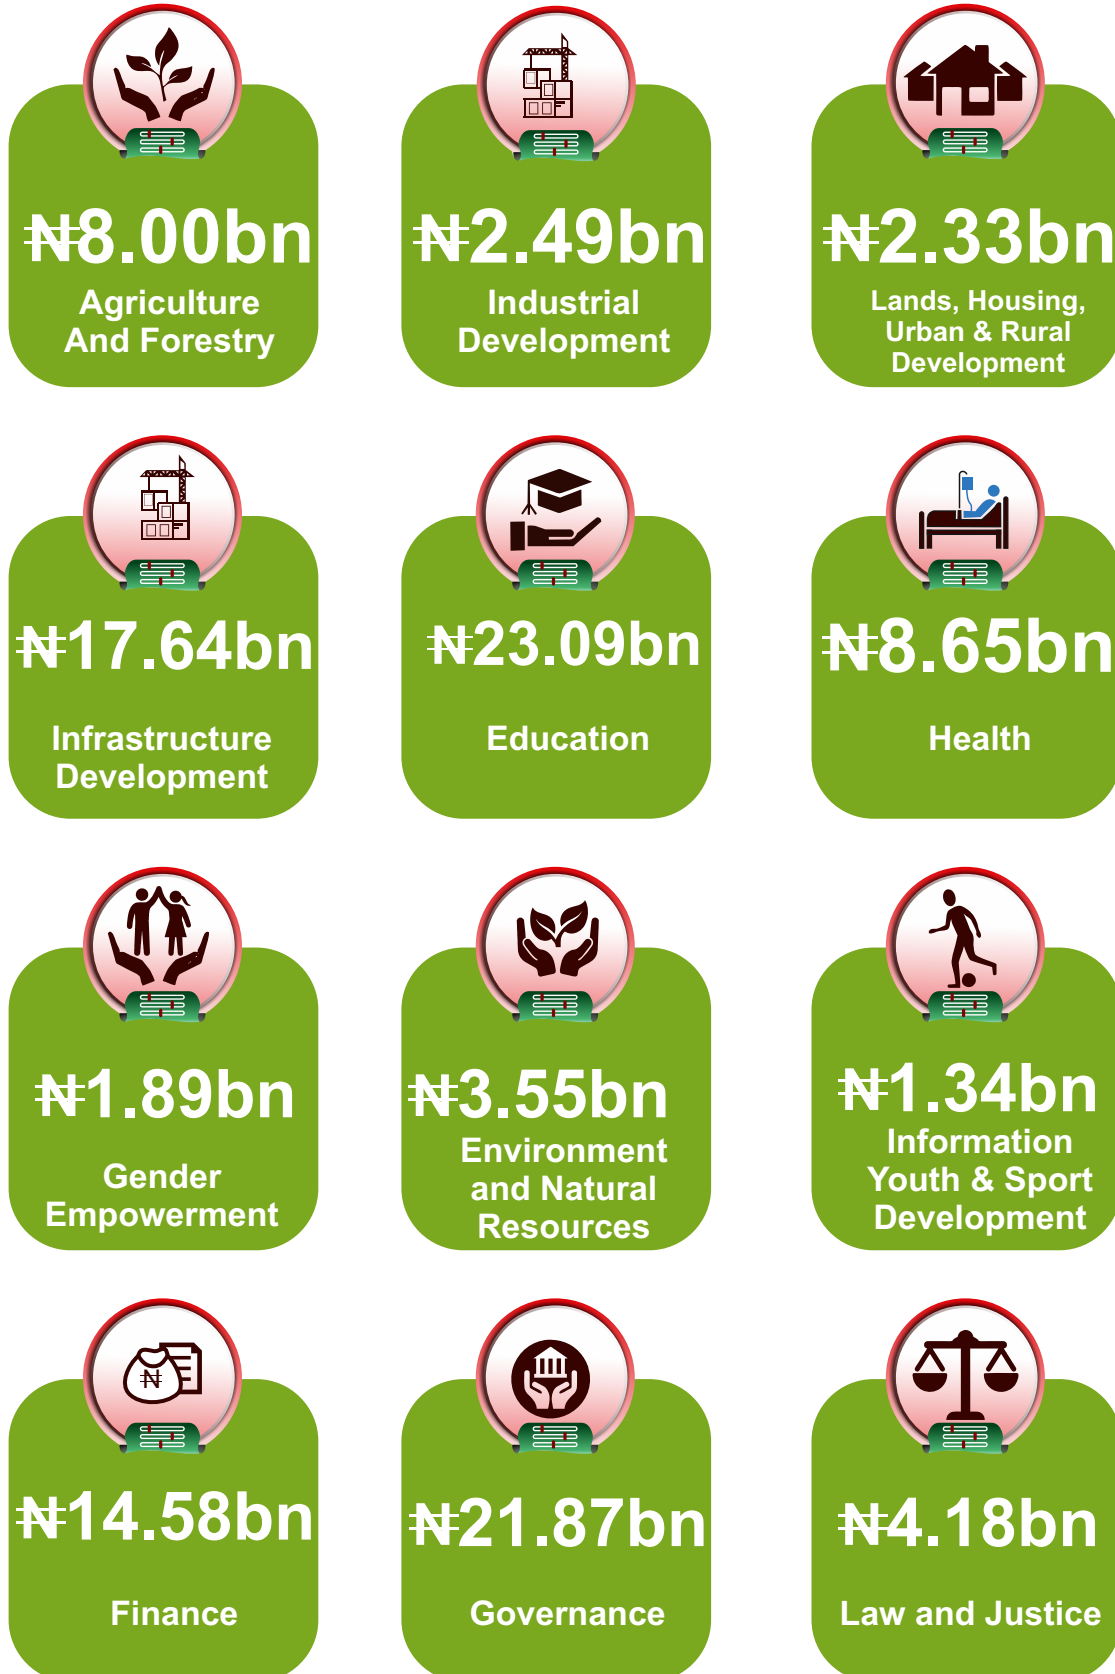 ₦8.00bn
Agriculture
And Forestry
₦2.49bn
Industrial
Development
₦2.33bn
Lands, Housing,
Urban & Rural
Development
₦17.64bn
Infrastructure
Development
₦23.09bn
Education
₦8.65bn
Health
₦1.89bn
Gender
Empowerment
₦3.55bn
Environment
and Natural
Resources
₦1.34bn
Information
Youth & Sport
Development
₦
₦14.58bn
Finance
₦21.87bn
Governance
₦4.18bn
Law and Justice